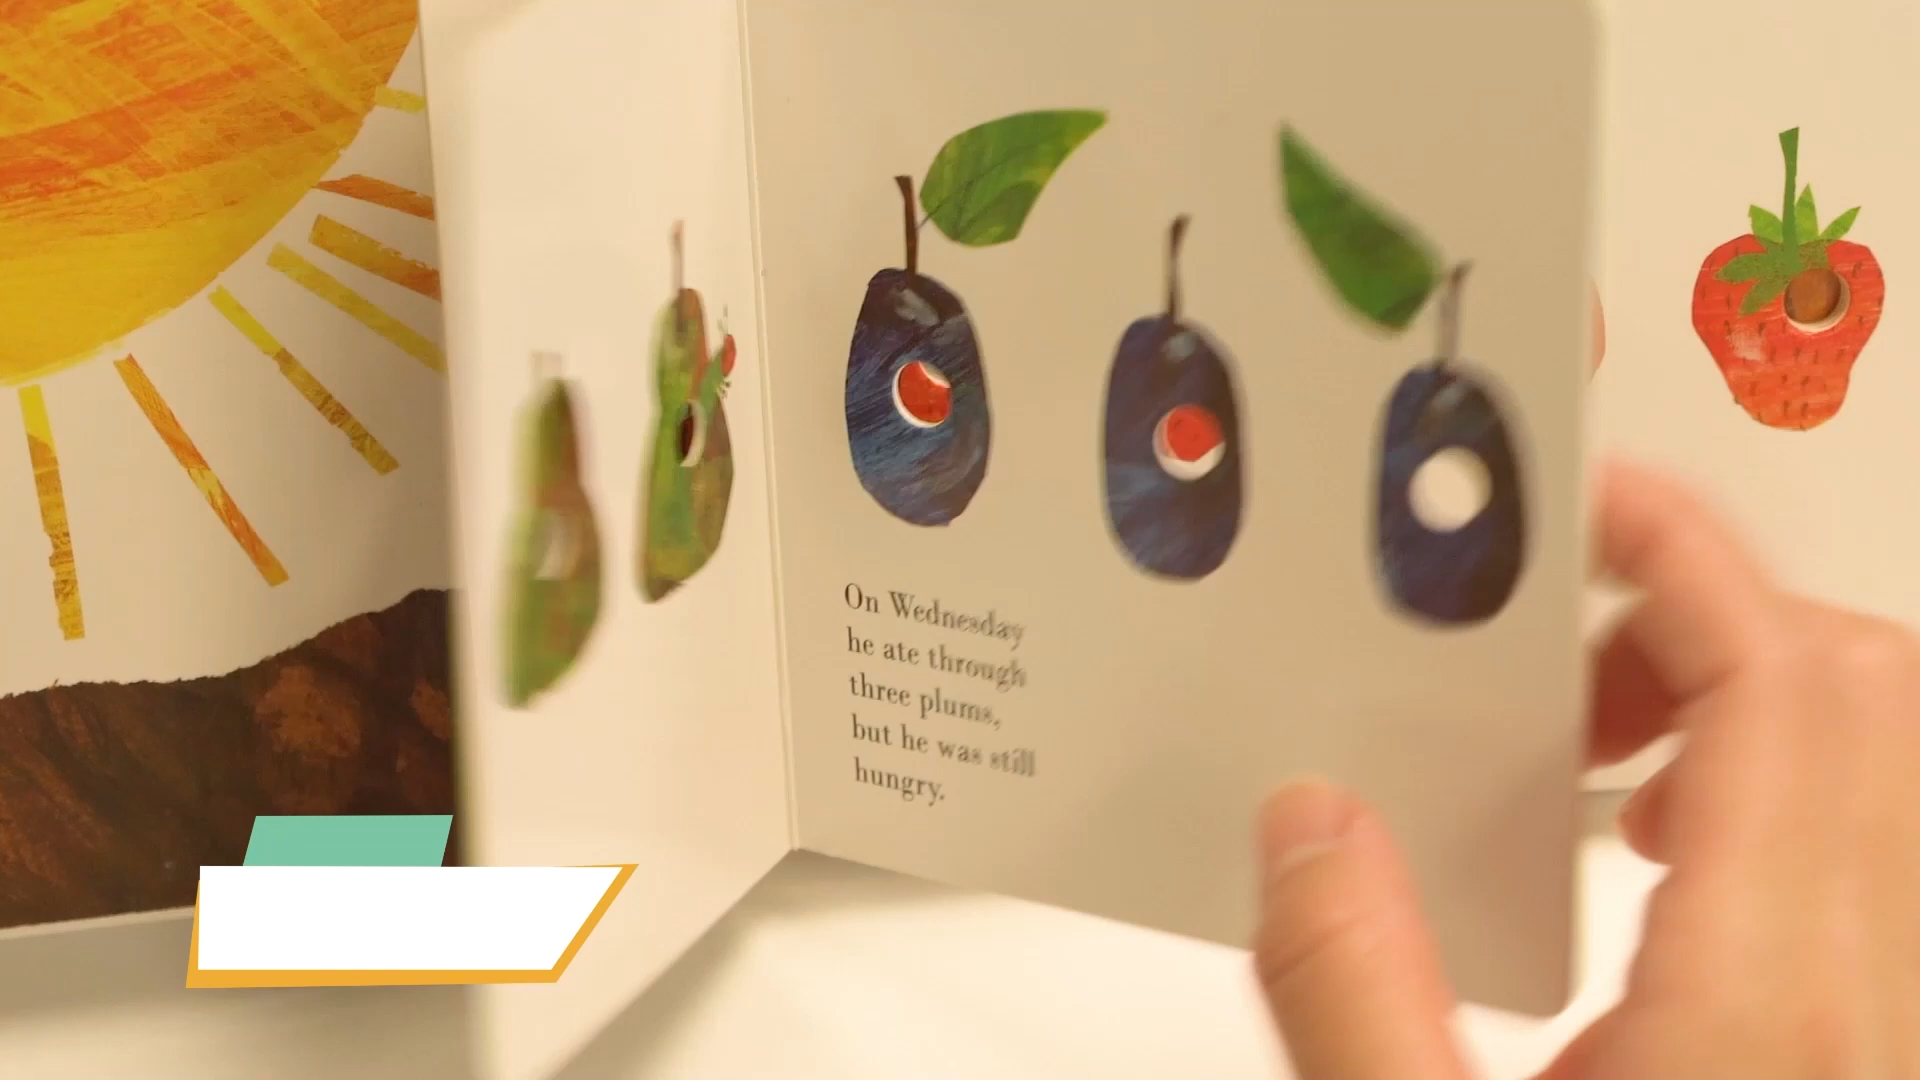 On Wednesday
he ate through
three plums,
but he was still
hungry.